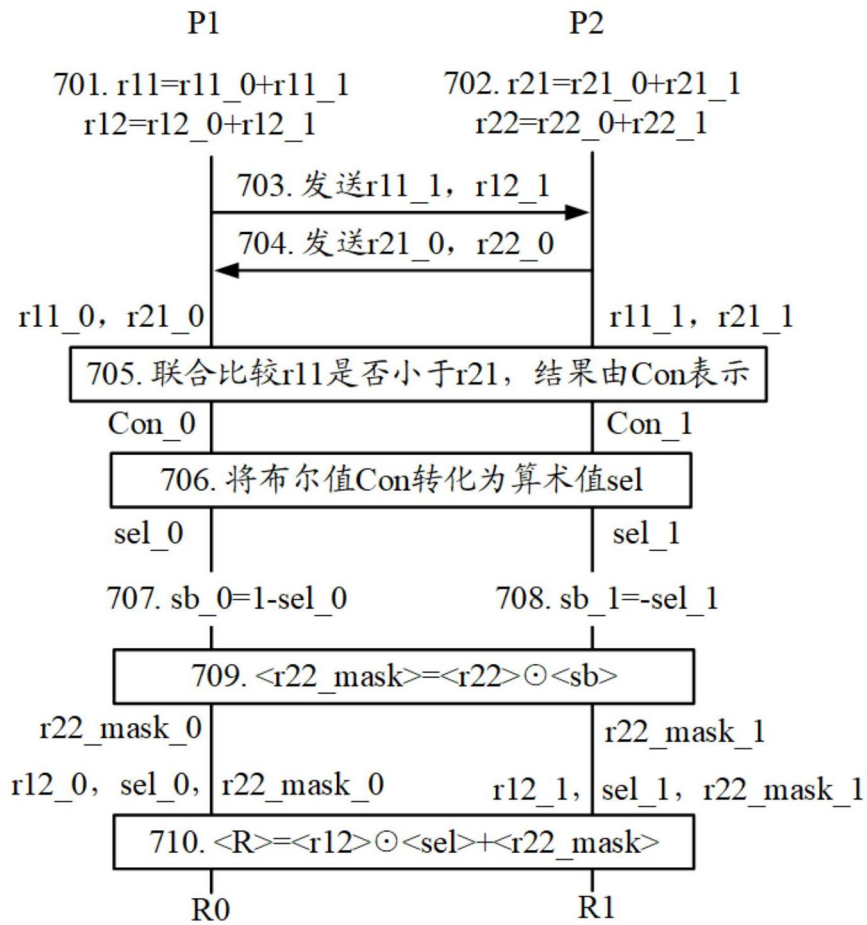 P1 P2
701. r11=r11_0+r11_1 702. r21=r21_0+r21_1
r12=r12_0+r12_1 r22=r22_0+r22_1
703. 发送r11_1，r12_1
704. 发送r21_0，r22_0
r11_0，r21_0 r11_1，r21_1
705. 联合比较r11是否小于r21，结果由Con表示
Con_0 Con_1
706. 将布尔值Con转化为算术值sel
sel_0 sel_1
707. sb_0=1-sel_0 708. sb_1=-sel_1
709. <r22_mask>=<r22>⊙<sb>
r22_mask_0 r22_mask_1
r12_0，sel_0，r22_mask_0 r12_1，sel_1，r22_mask_1
710. <R>=<r12>⊙<sel>+<r22_mask>
R0 R1